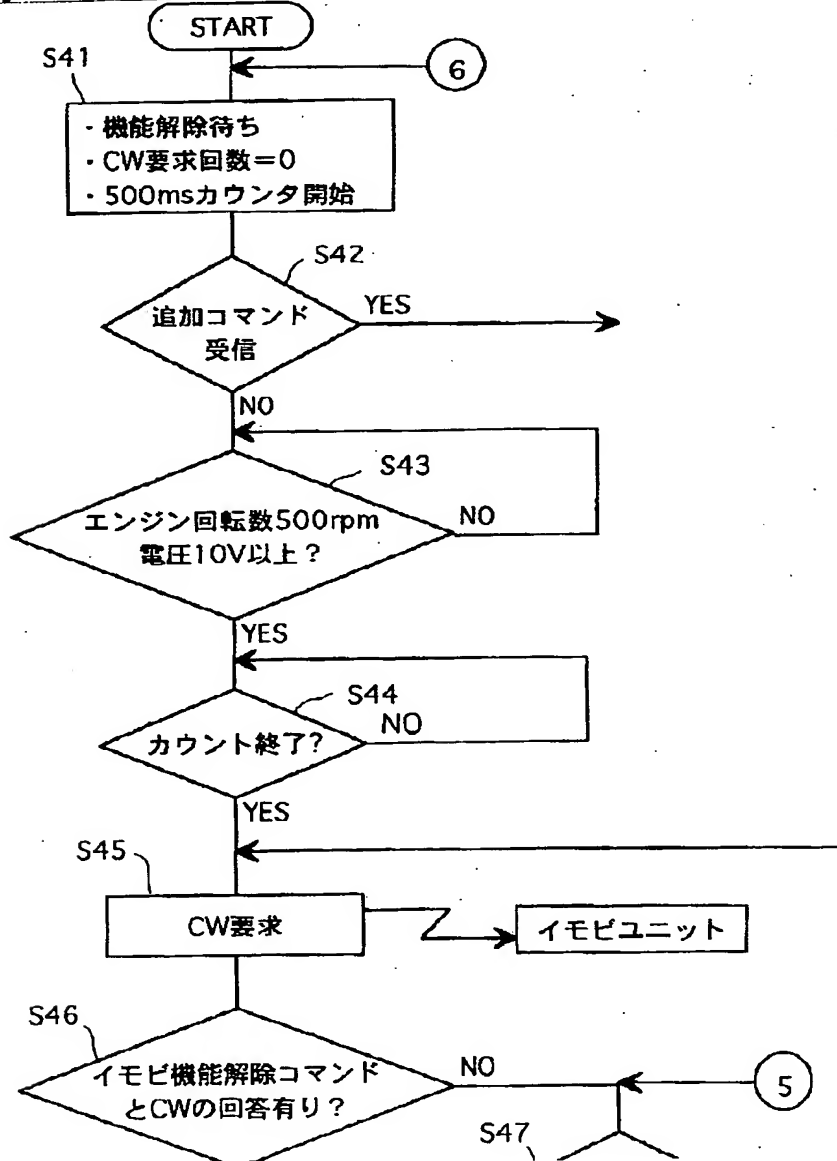 START
6
S41
・機能解除待ち
・CW要求回数=0
・500msカウンタ開始
S42
追加コマンド
受信
YES
NO
S43
エンジン回転数500rpm
電圧10V以上?
NO
YES
S44
カウント終了?
NO
YES
S45
CW要求
イモビユニット
S46
イモビ機能解除コマンド
とCWの回答有り?
NO
5
S47